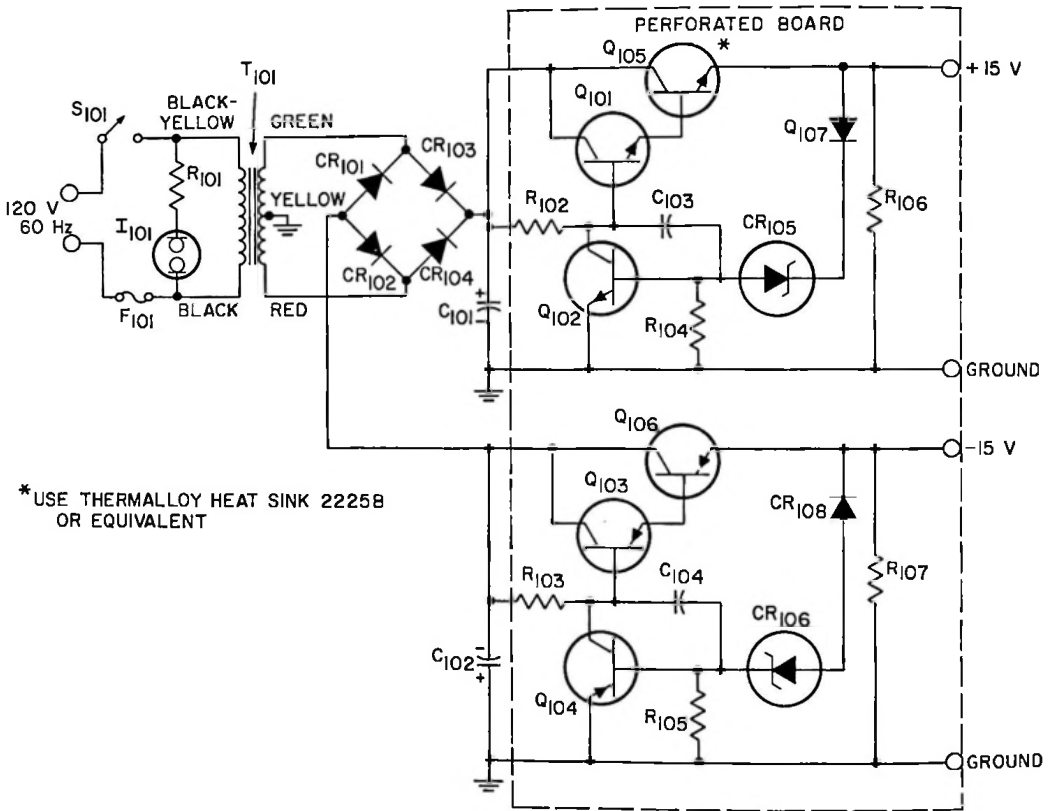 PERFORATED BOARD
Q105
*
+15 V
T101
Q101
S101
BLACK-
YELLOW
GREEN
CR103
Q107
CR101
R101
R102
C103
R106
120 V
60 Hz
YELLOW
CR105
I101
CR102
CR104
F101
BLACK
RED
C101
Q102
R104
GROUND
Q106
-15 V
*USE THERMALLOY HEAT SINK 2225B
OR EQUIVALENT
Q103
CR108
R103
C104
R107
CR106
C102
Q104
R105
GROUND
+
-
-
+